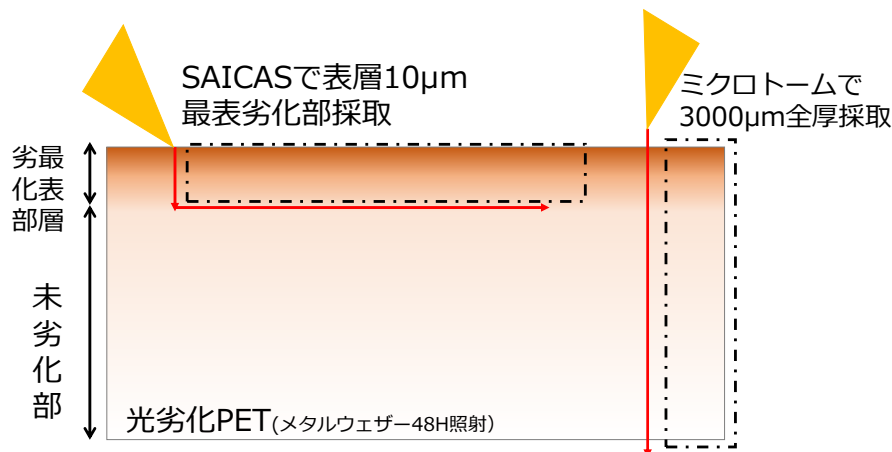 SAICASで表層10μm
最表劣化部採取
ミクロトームで
3000μm全厚採取
最表層
劣化部
未劣化部
光劣化PET(メタルウェザー48H照射)